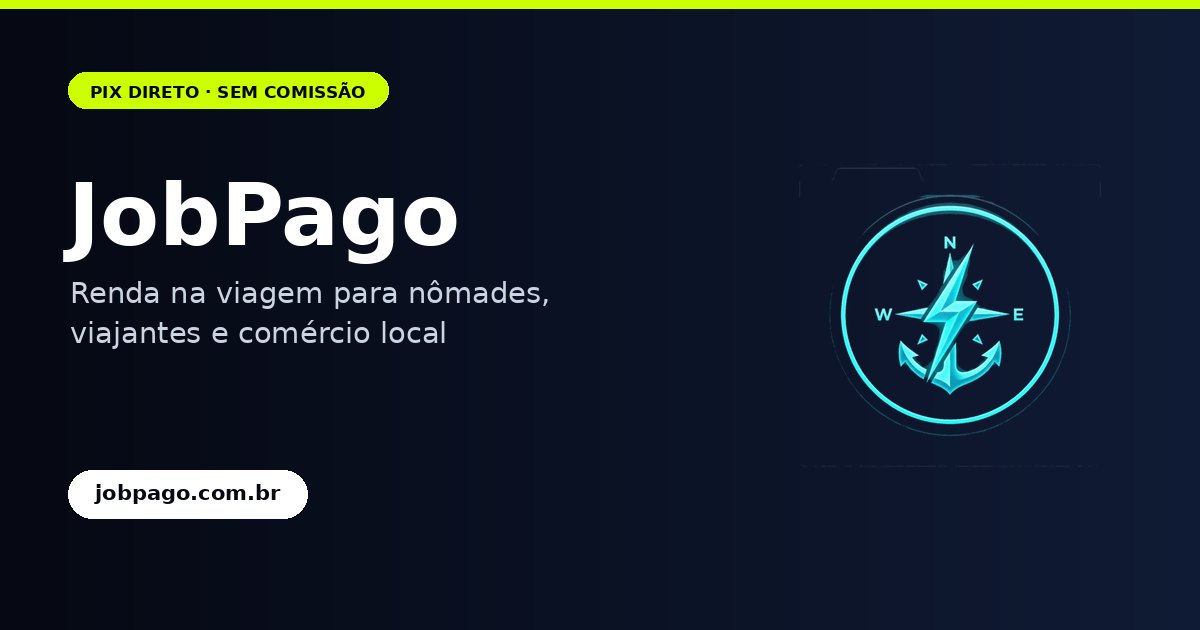 PIX DIRETO · SEM COMISSÃO
JobPago
Renda na viagem para nômades,
viajantes e comércio local
N
W
E
jobpago.com.br